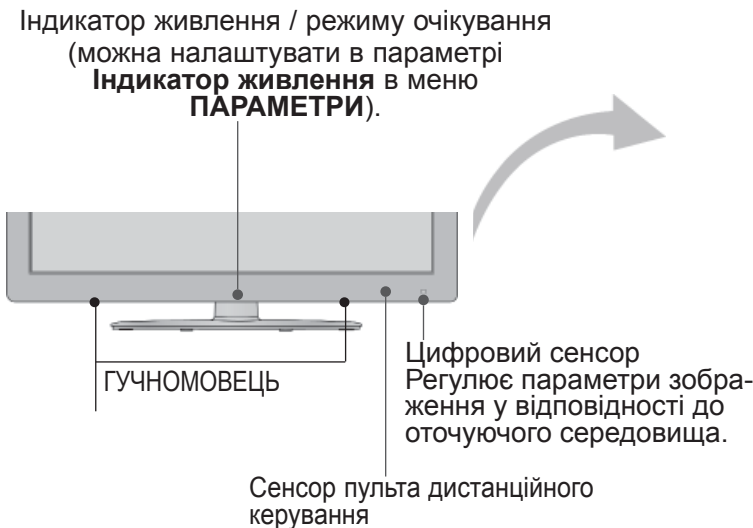 Індикатор живлення / режиму очікування
(можна налаштувати в параметрі
Індикатор живлення в меню
ПАРАМЕТРИ).
ГУЧНОМОВЕЦЬ
Цифровий сенсор
Регулює параметри зобра-
ження у відповідності до
оточуючого середовища.
Сенсор пульта дистанційного
керування